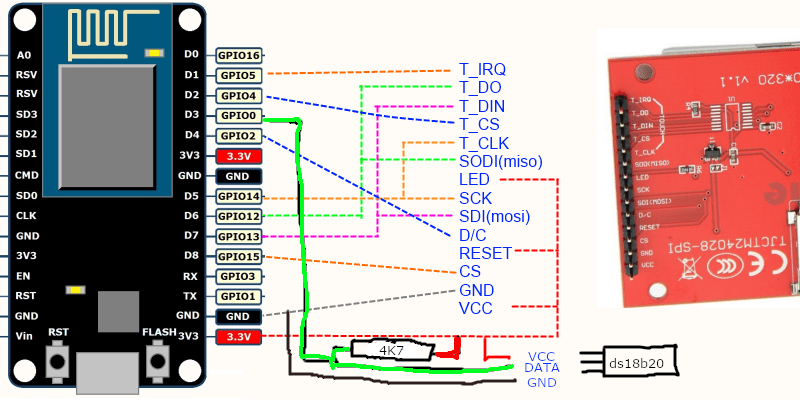 A0
RSV
RSV
SD3
SD2
SD1
CMD
SD0
CLK
GND
3V3
EN
RST
GND
Vin
D0 GPIO16
D1 GPIO5
D2 GPIO4
D3 GPIO0
D4 GPIO2
3V3 3.3V
GND GND
D5 GPIO14
D6 GPIO12
D7 GPIO13
D8 GPIO15
RX GPIO3
TX GPIO1
GND GND
3V3 3.3V
RST
FLASH
T_IRQ
T_DO
T_DIN
T_CS
T_CLK
SODI(miso)
LED
SCK
SDI(mosi)
D/C
RESET
CS
GND
VCC
4K7
VCC
DATA
GND
ds18b20
O*320 v1.1
T_IRQ
T_DO
T_DIN
T_CS
T_CLK
SDO(MISO)
LED
SCK
SDI(MOSI)
D/C
RESET
CS
GND
VCC
TOUCH
U1
TJCTM24028-SPI